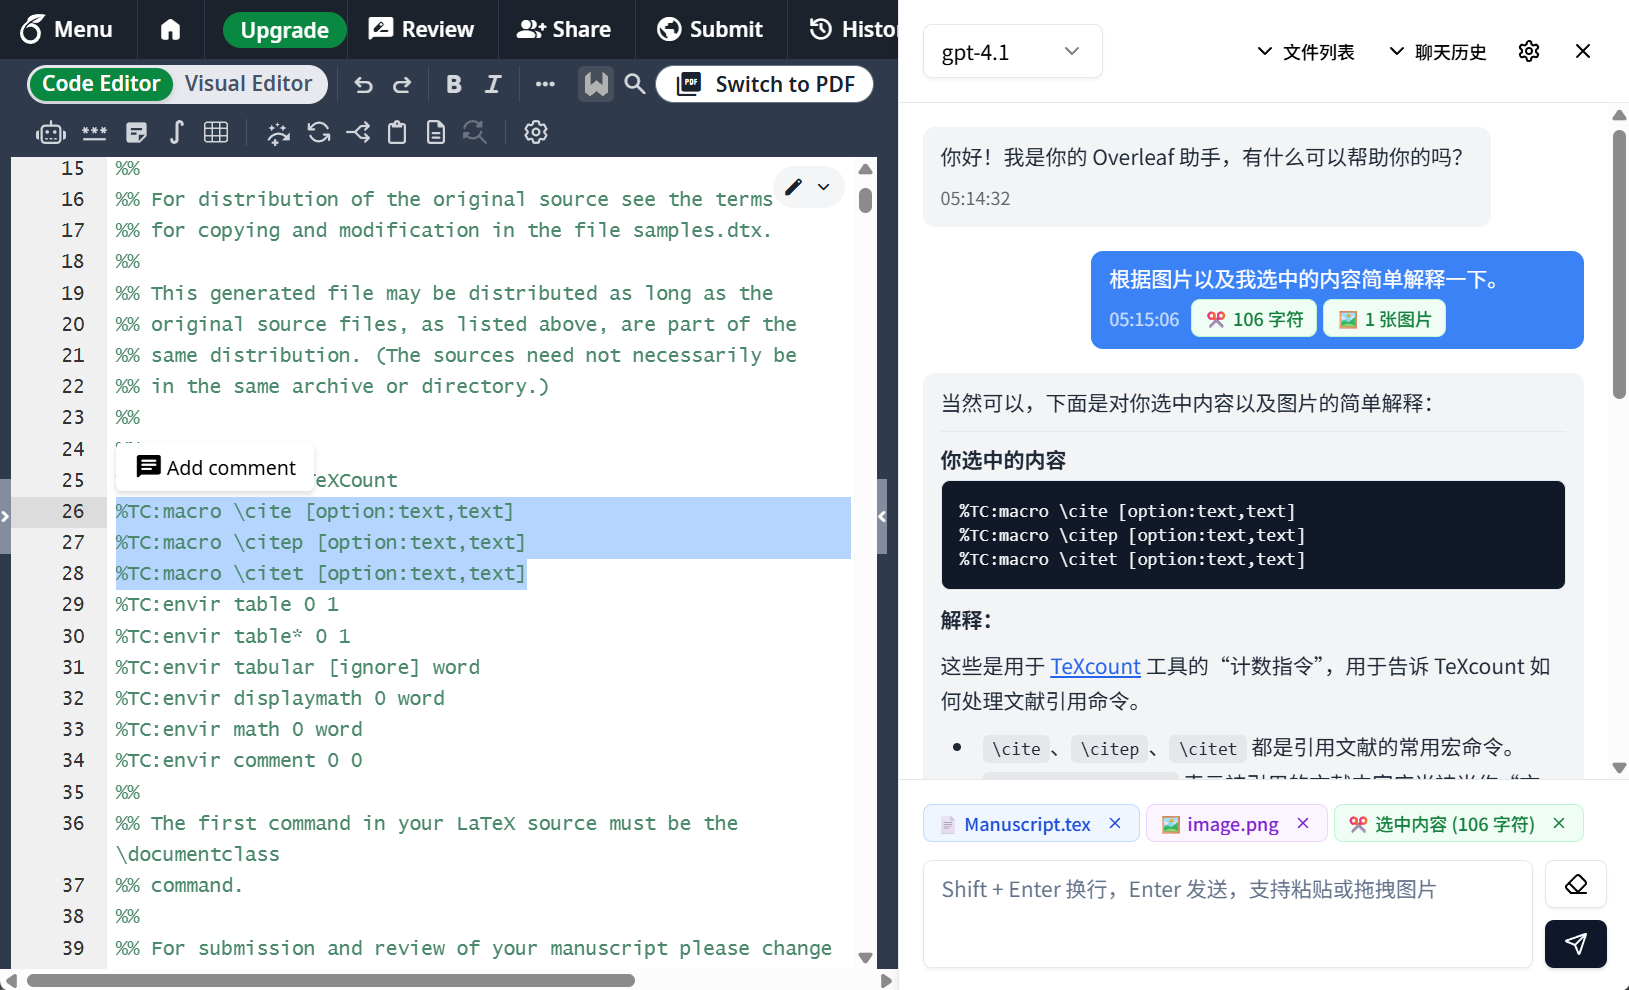 Menu
Upgrade
Review
Share
Submit
Histo
Code Editor
Visual Editor
B I
Switch to PDF
15 %%
16 %% For distribution of the original source see the terms
17 %% for copying and modification in the file samples.dtx.
18 %%
19 %% This generated file may be distributed as long as the
20 %% original source files, as listed above, are part of the
21 %% same distribution. (The sources need not necessarily be
22 %% in the same archive or directory.)
23 %%
24
Add comment
25 eXCount
26 %TC:macro \cite [option:text,text]
27 %TC:macro \citep [option:text,text]
28 %TC:macro \citet [option:text,text]
29 %TC:envir table 0 1
30 %TC:envir table* 0 1
31 %TC:envir tabular [ignore] word
32 %TC:envir displaymath 0 word
33 %TC:envir math 0 word
34 %TC:envir comment 0 0
35 %%
36 %% The first command in your LaTeX source must be the
\documentclass
37 %% command.
38 %%
39 %% For submission and review of your manuscript please change
gpt-4.1
文件列表
聊天历史
你好！我是你的 Overleaf 助手，有什么可以帮助你的吗？
05:14:32
根据图片以及我选中的内容简单解释一下。
05:15:06 106 字符 1 张图片
当然可以，下面是对你选中内容以及图片的简单解释：
你选中的内容
%TC:macro \cite [option:text,text]
%TC:macro \citep [option:text,text]
%TC:macro \citet [option:text,text]
解释：
这些是用于 TeXcount 工具的“计数指令”，用于告诉 TeXcount 如
何处理文献引用命令。
• \cite 、 \citep 、 \citet 都是引用文献的常用宏命令。
Manuscript.tex ×
image.png ×
选中内容 (106 字符) ×
Shift + Enter 换行，Enter 发送，支持粘贴或拖拽图片